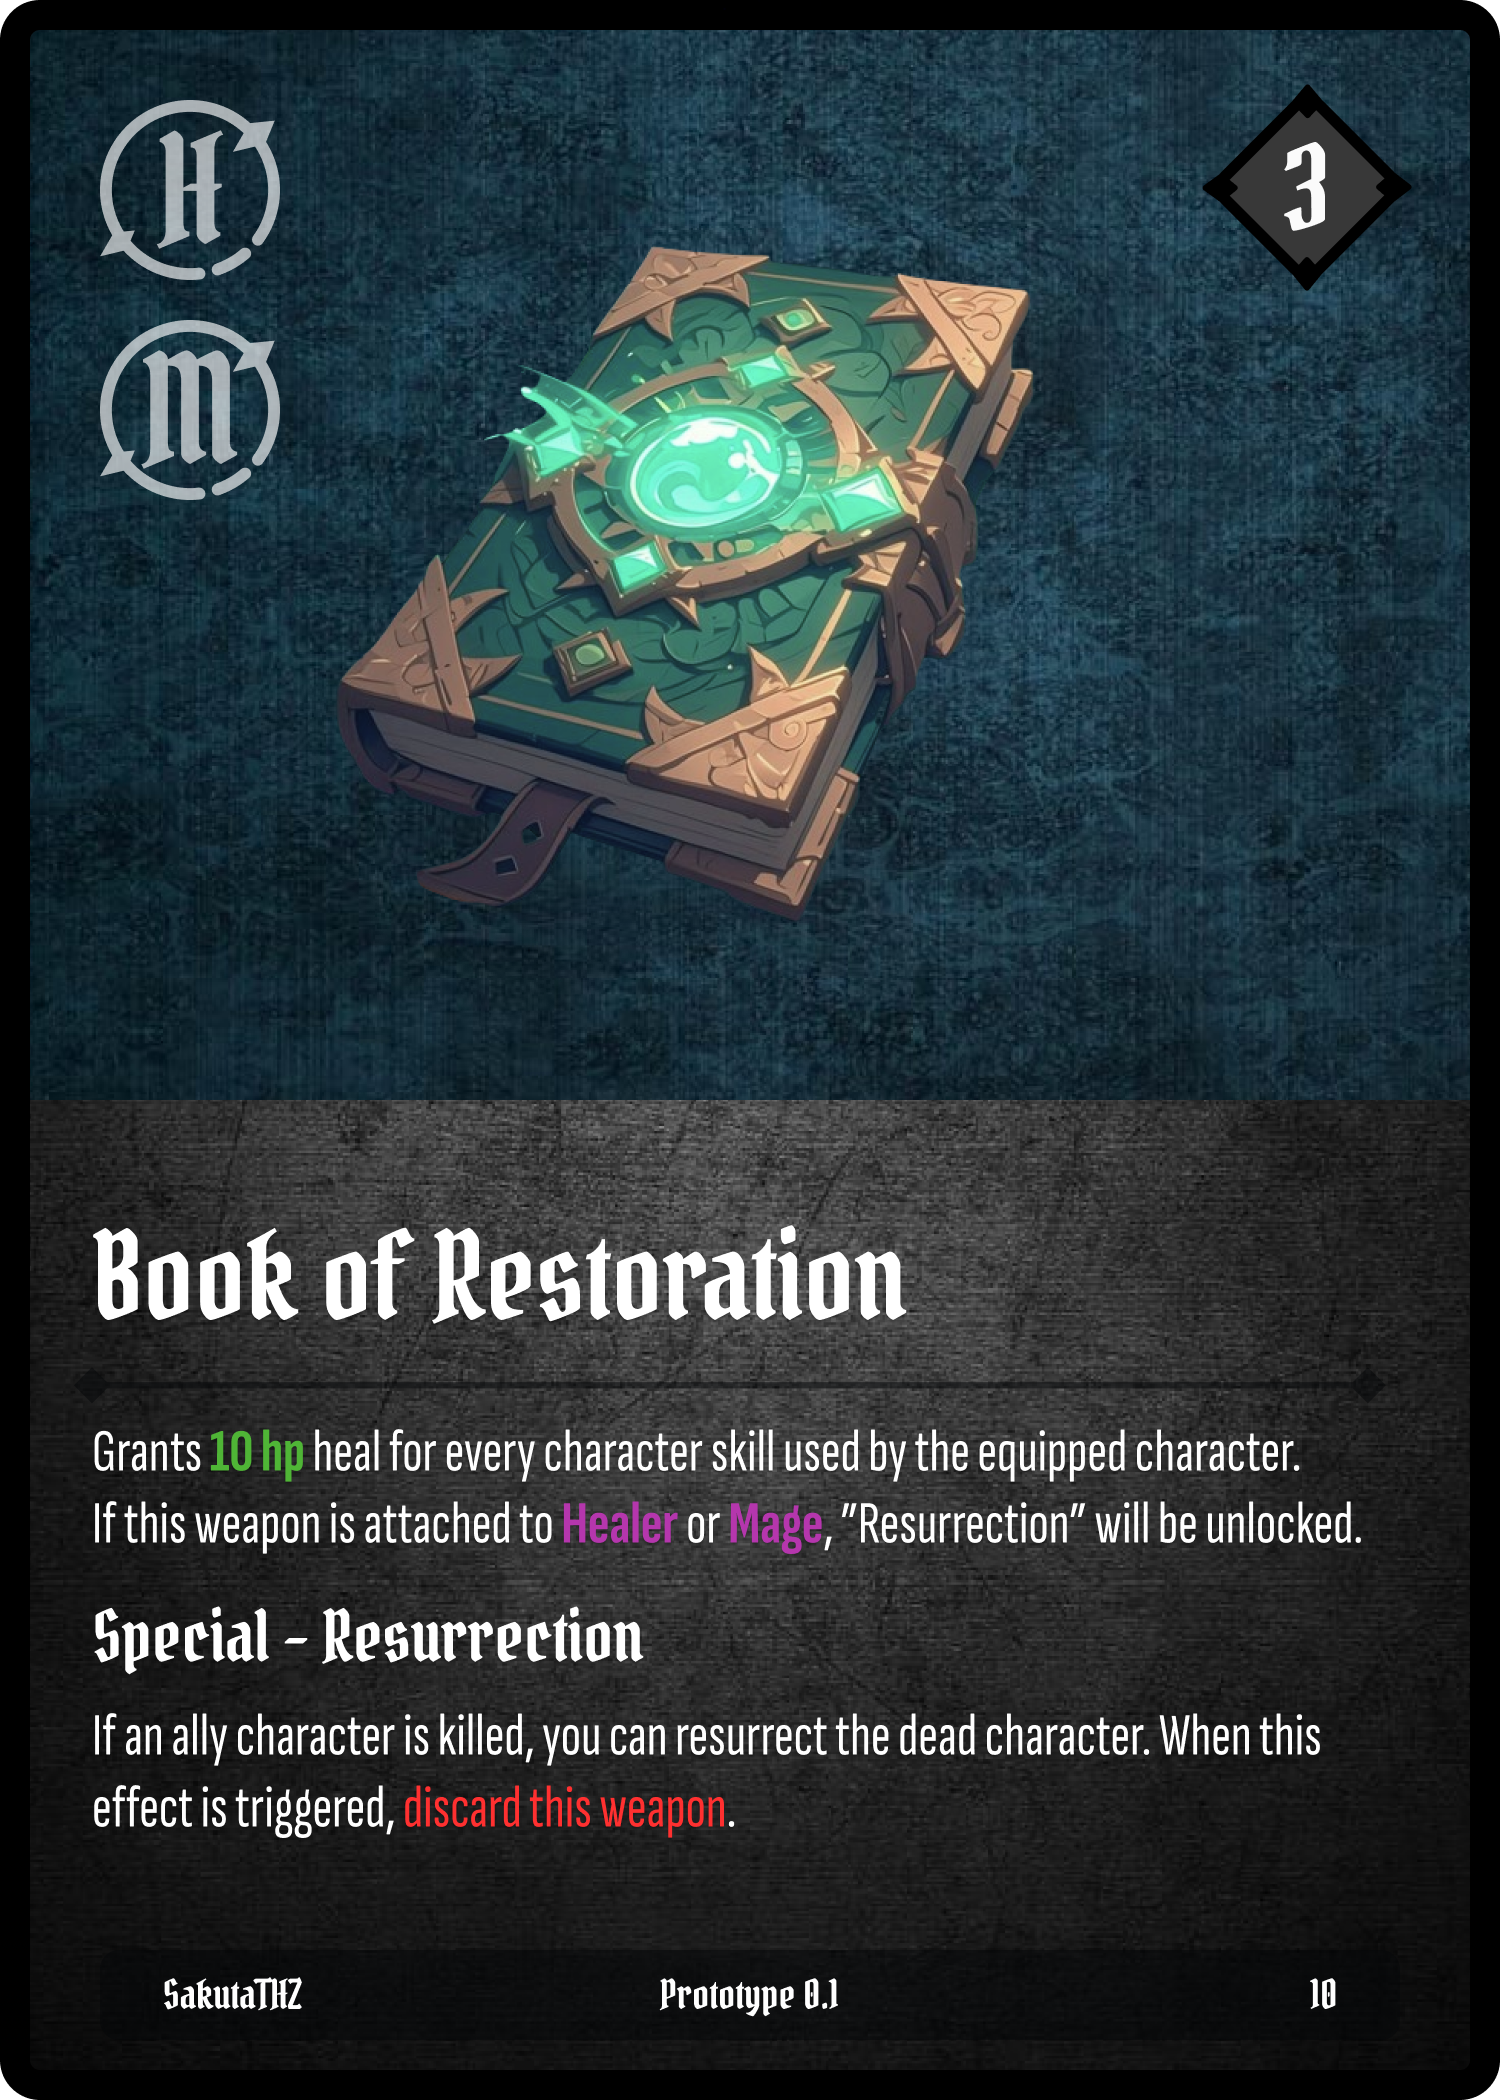 H
3
M
Book of Restoration
Grants 10 hp heal for every character skill used by the equipped character.
If this weapon is attached to Healer or Mage, "Resurrection" will be unlocked.
Special - Resurrection
If an ally character is killed, you can resurrect the dead character. When this
effect is triggered, discard this weapon.
SakutaTHZ Prototype 0.1 10